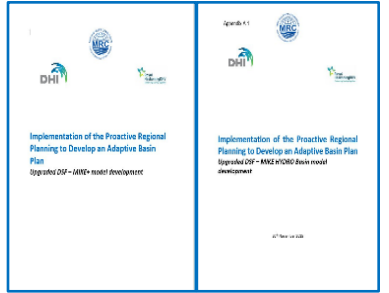 MRC
DHI
Implementation of the Proactive Regional
Planning to Develop an Adaptive Basin
Plan
Upgraded DSF – MIKE+ model development
Appendix A.1
MRC
DHI
Implementation of the Proactive Regional
Planning to Develop an Adaptive Basin Plan
Upgraded DSF – MIKE HYDRO Basin model
development